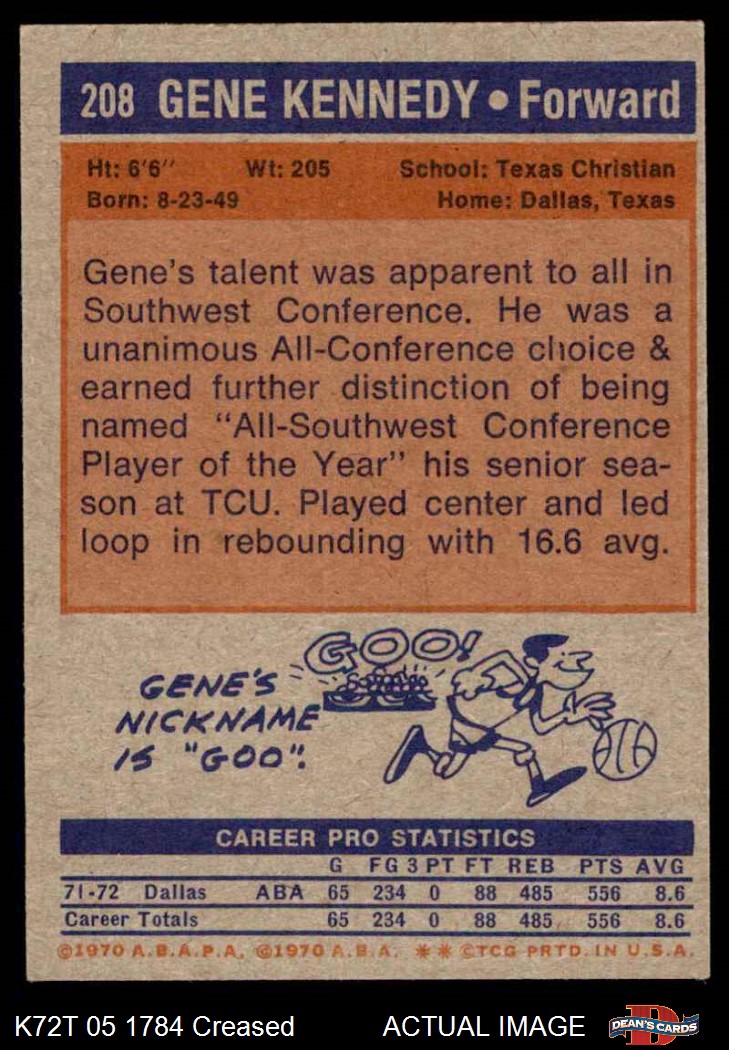 208 GENE KENNEDY • Forward
Ht: 6'6" Wt: 205 School: Texas Christian
Born: 8-23-49 Home: Dallas, Texas
Gene's talent was apparent to all in
Southwest Conference. He was a
unanimous All-Conference choice &
earned further distinction of being
named "All-Southwest Conference
Player of the Year" his senior sea-
son at TCU. Played center and led
loop in rebounding with 16.6 avg.
GOO!
GENE'S
NICKNAME
IS "GOO".
CAREER PRO STATISTICS
G FG 3 PT FT REB PTS AVG
71-72 Dallas ABA 65 234 0 88 485 556 8.6
Career Totals 65 234 0 88 485 556 8.6
©1970 A.B.A.P.A. ©1970 A.B.A. ** ©TCG PRTD. IN U.S.A.
K72T 05 1784 Creased ACTUAL IMAGE D DEAN'S CARDS